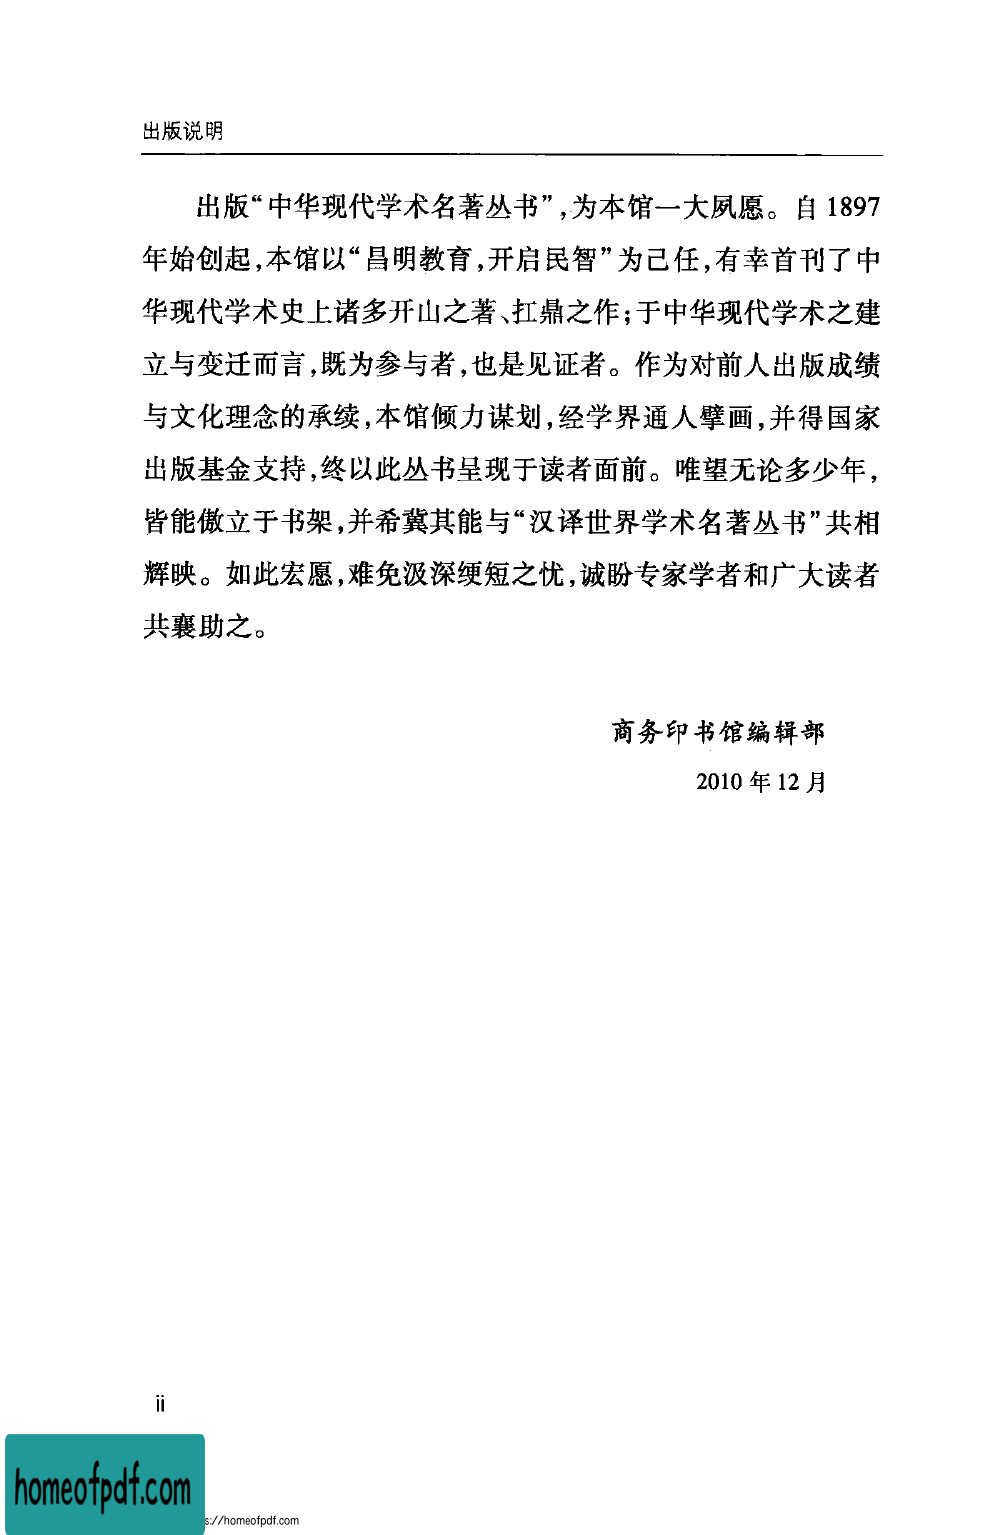 出版说明
出版“中华现代学术名著丛书”,为本馆一大夙愿。自1897
年始创起,本馆以“昌明教育,开启民智”为己任,有幸首刊了中
华现代学术史上诸多开山之著、扛鼎之作;于中华现代学术之建
立与变迁而言,既为参与者,也是见证者。作为对前人出版成绩
与文化理念的承续,本馆倾力谋划,经学界通人擘画,并得国家
出版基金支持,终以此丛书呈现于读者面前。唯望无论多少年,
皆能傲立于书架,并希冀其能与“汉译世界学术名著丛书”共相
辉映。如此宏愿,难免汲深绠短之忧,诚盼专家学者和广大读者
共襄助之。
商务印书馆编辑部
2010年12月
ii
homeofpdf.com
s://homeofpdf.com